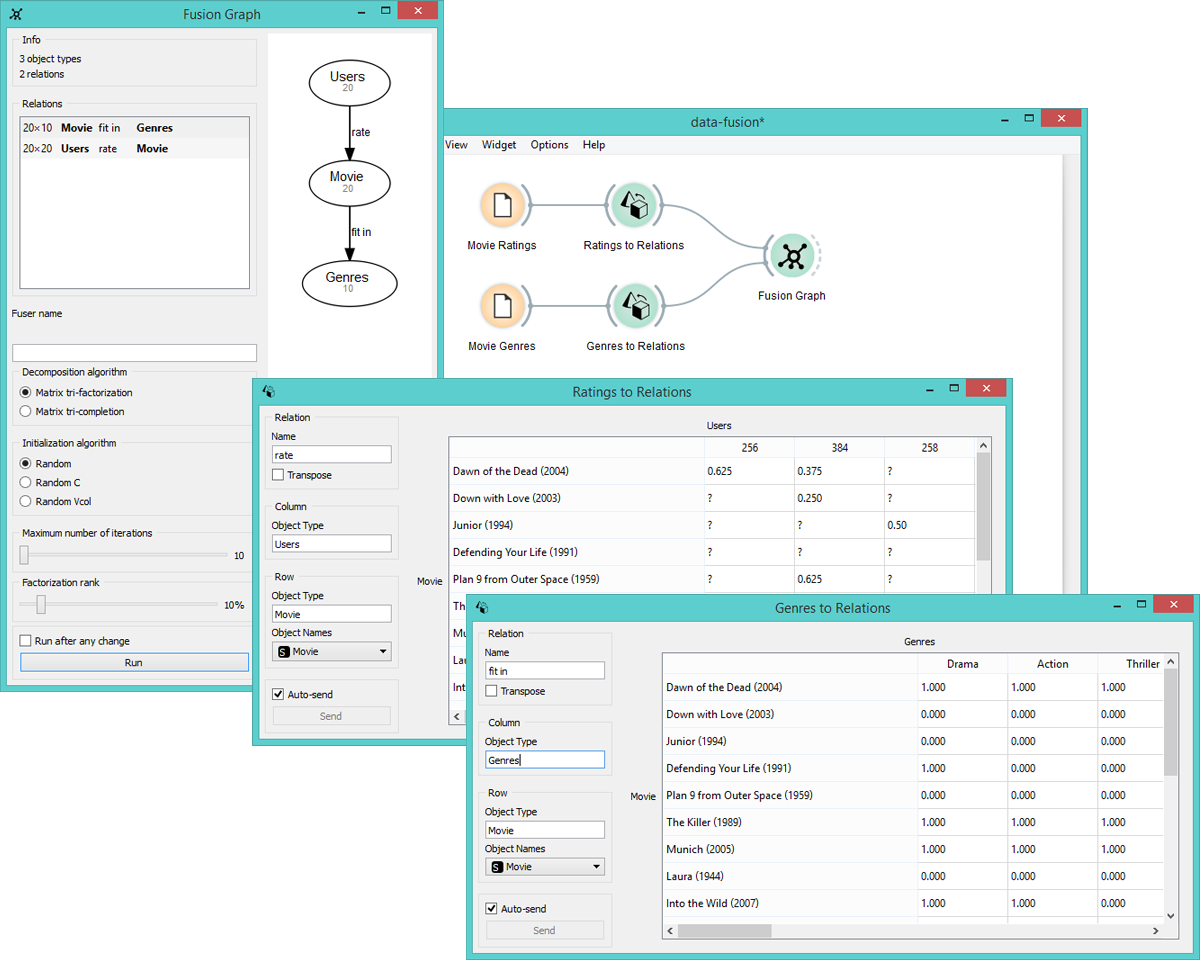 Fusion Graph
Info
3 object types
2 relations
Relations
20×10 Movie fit in Genres
20×20 Users rate Movie
Fuser name
Decomposition algorithm
Matrix tri-factorization
Matrix tri-completion
Initialization algorithm
Random
Random C
Random Vcol
Maximum number of iterations
10
Factorization rank
10%
Run after any change
Run
Users
20
rate
Movie
20
fit in
Genres
10
data-fusion*
View Widget Options Help
Movie Ratings
Ratings to Relations
Fusion Graph
Movie Genres
Genres to Relations
Ratings to Relations
Relation
Name
rate
Transpose
Column
Object Type
Users
Row
Object Type
Movie
Object Names
S Movie
Auto-send
Send
Users
256 384 258
Movie
Dawn of the Dead (2004) 0.625 0.375 ?
Down with Love (2003) ? 0.250 ?
Junior (1994) ? ? 0.50
Defending Your Life (1991) ? ? ?
Plan 9 from Outer Space (1959) ? 0.625 ?
Th
Mu
Lau
Int
Genres to Relations
Relation
Name
fit in
Transpose
Column
Object Type
Genres
Row
Object Type
Movie
Object Names
S Movie
Auto-send
Send
Genres
Drama Action Thriller
Movie
Dawn of the Dead (2004) 1.000 1.000 1.000
Down with Love (2003) 0.000 0.000 0.000
Junior (1994) 0.000 0.000 0.000
Defending Your Life (1991) 1.000 0.000 0.000
Plan 9 from Outer Space (1959) 0.000 0.000 0.000
The Killer (1989) 1.000 1.000 1.000
Munich (2005) 1.000 1.000 1.000
Laura (1944) 0.000 0.000 0.000
Into the Wild (2007) 1.000 1.000 0.000